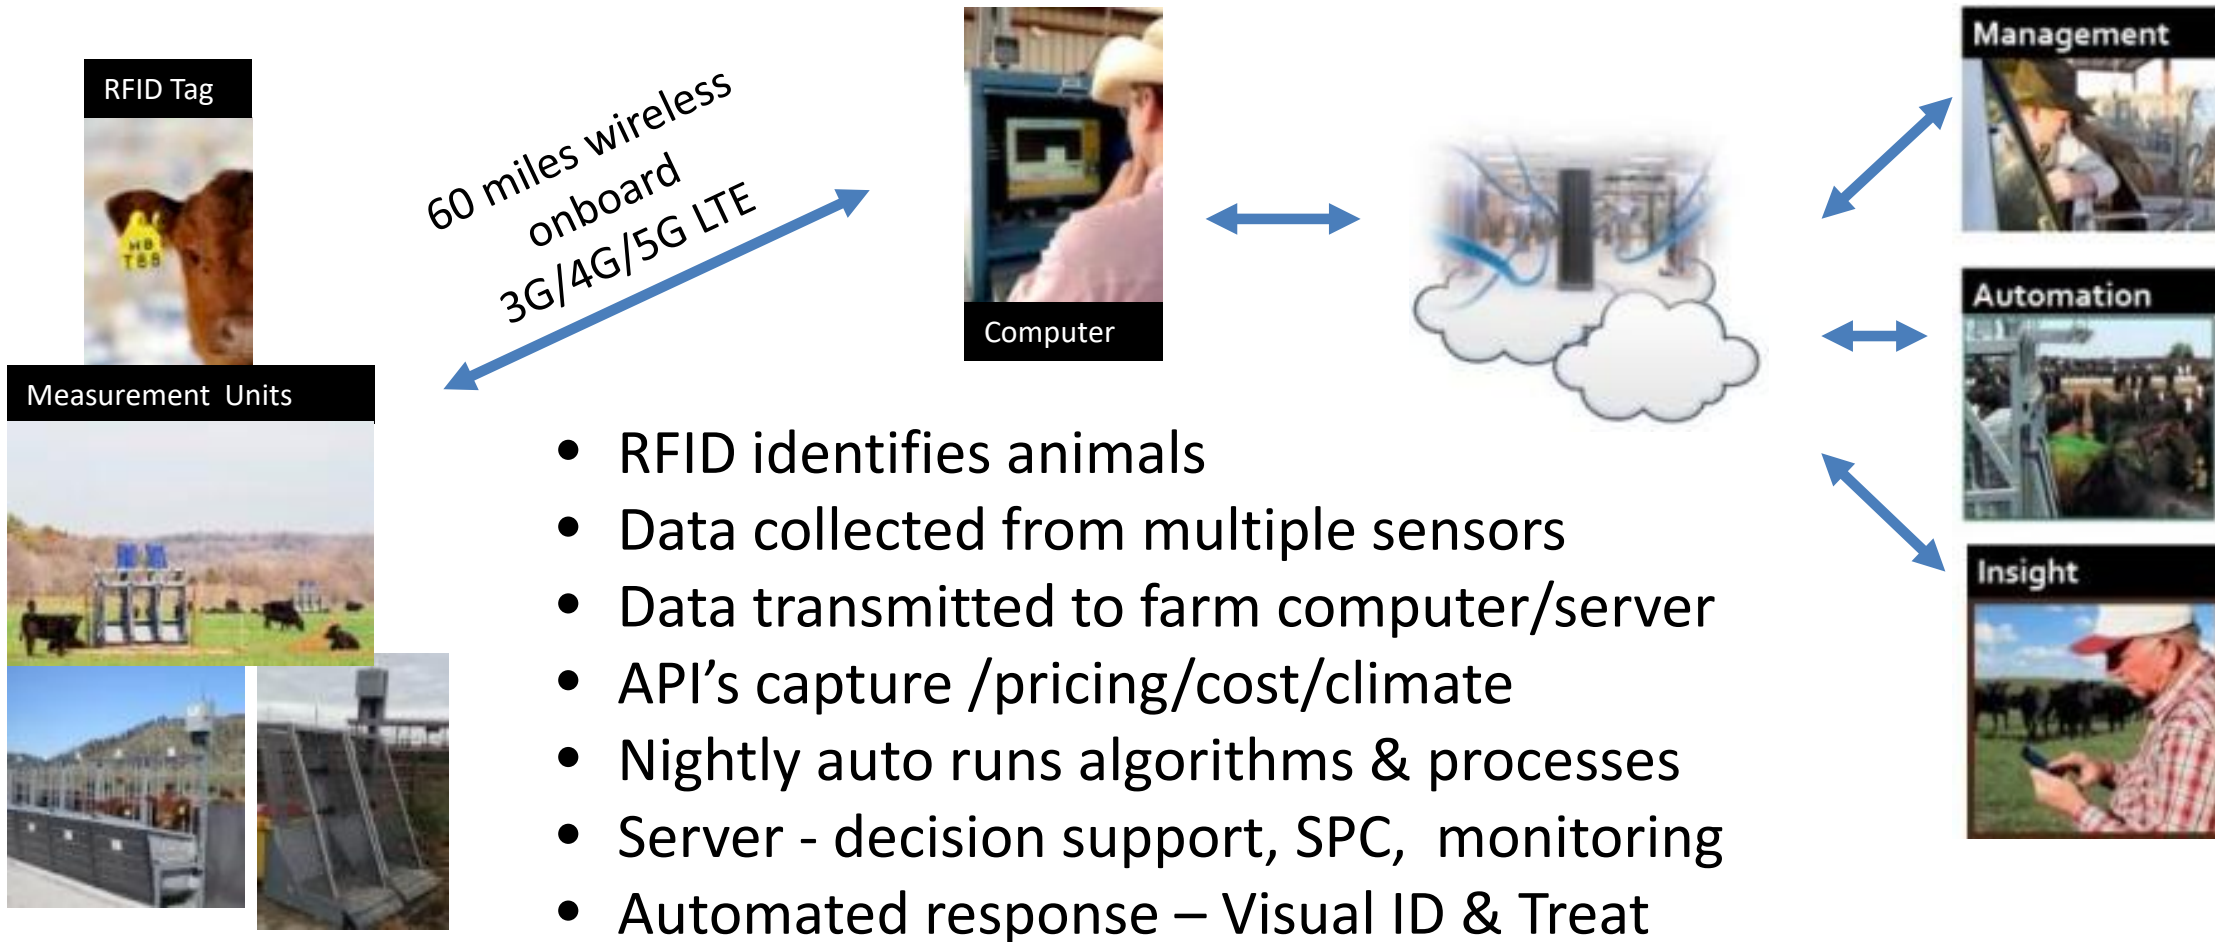 RFID Tag
HB
T88
Measurement Units
60 miles wireless
onboard
3G/4G/5G LTE
Computer
Management
Automation
Insight
• RFID identifies animals
• Data collected from multiple sensors
• Data transmitted to farm computer/server
• API’s capture /pricing/cost/climate
• Nightly auto runs algorithms & processes
• Server - decision support, SPC, monitoring
• Automated response – Visual ID & Treat